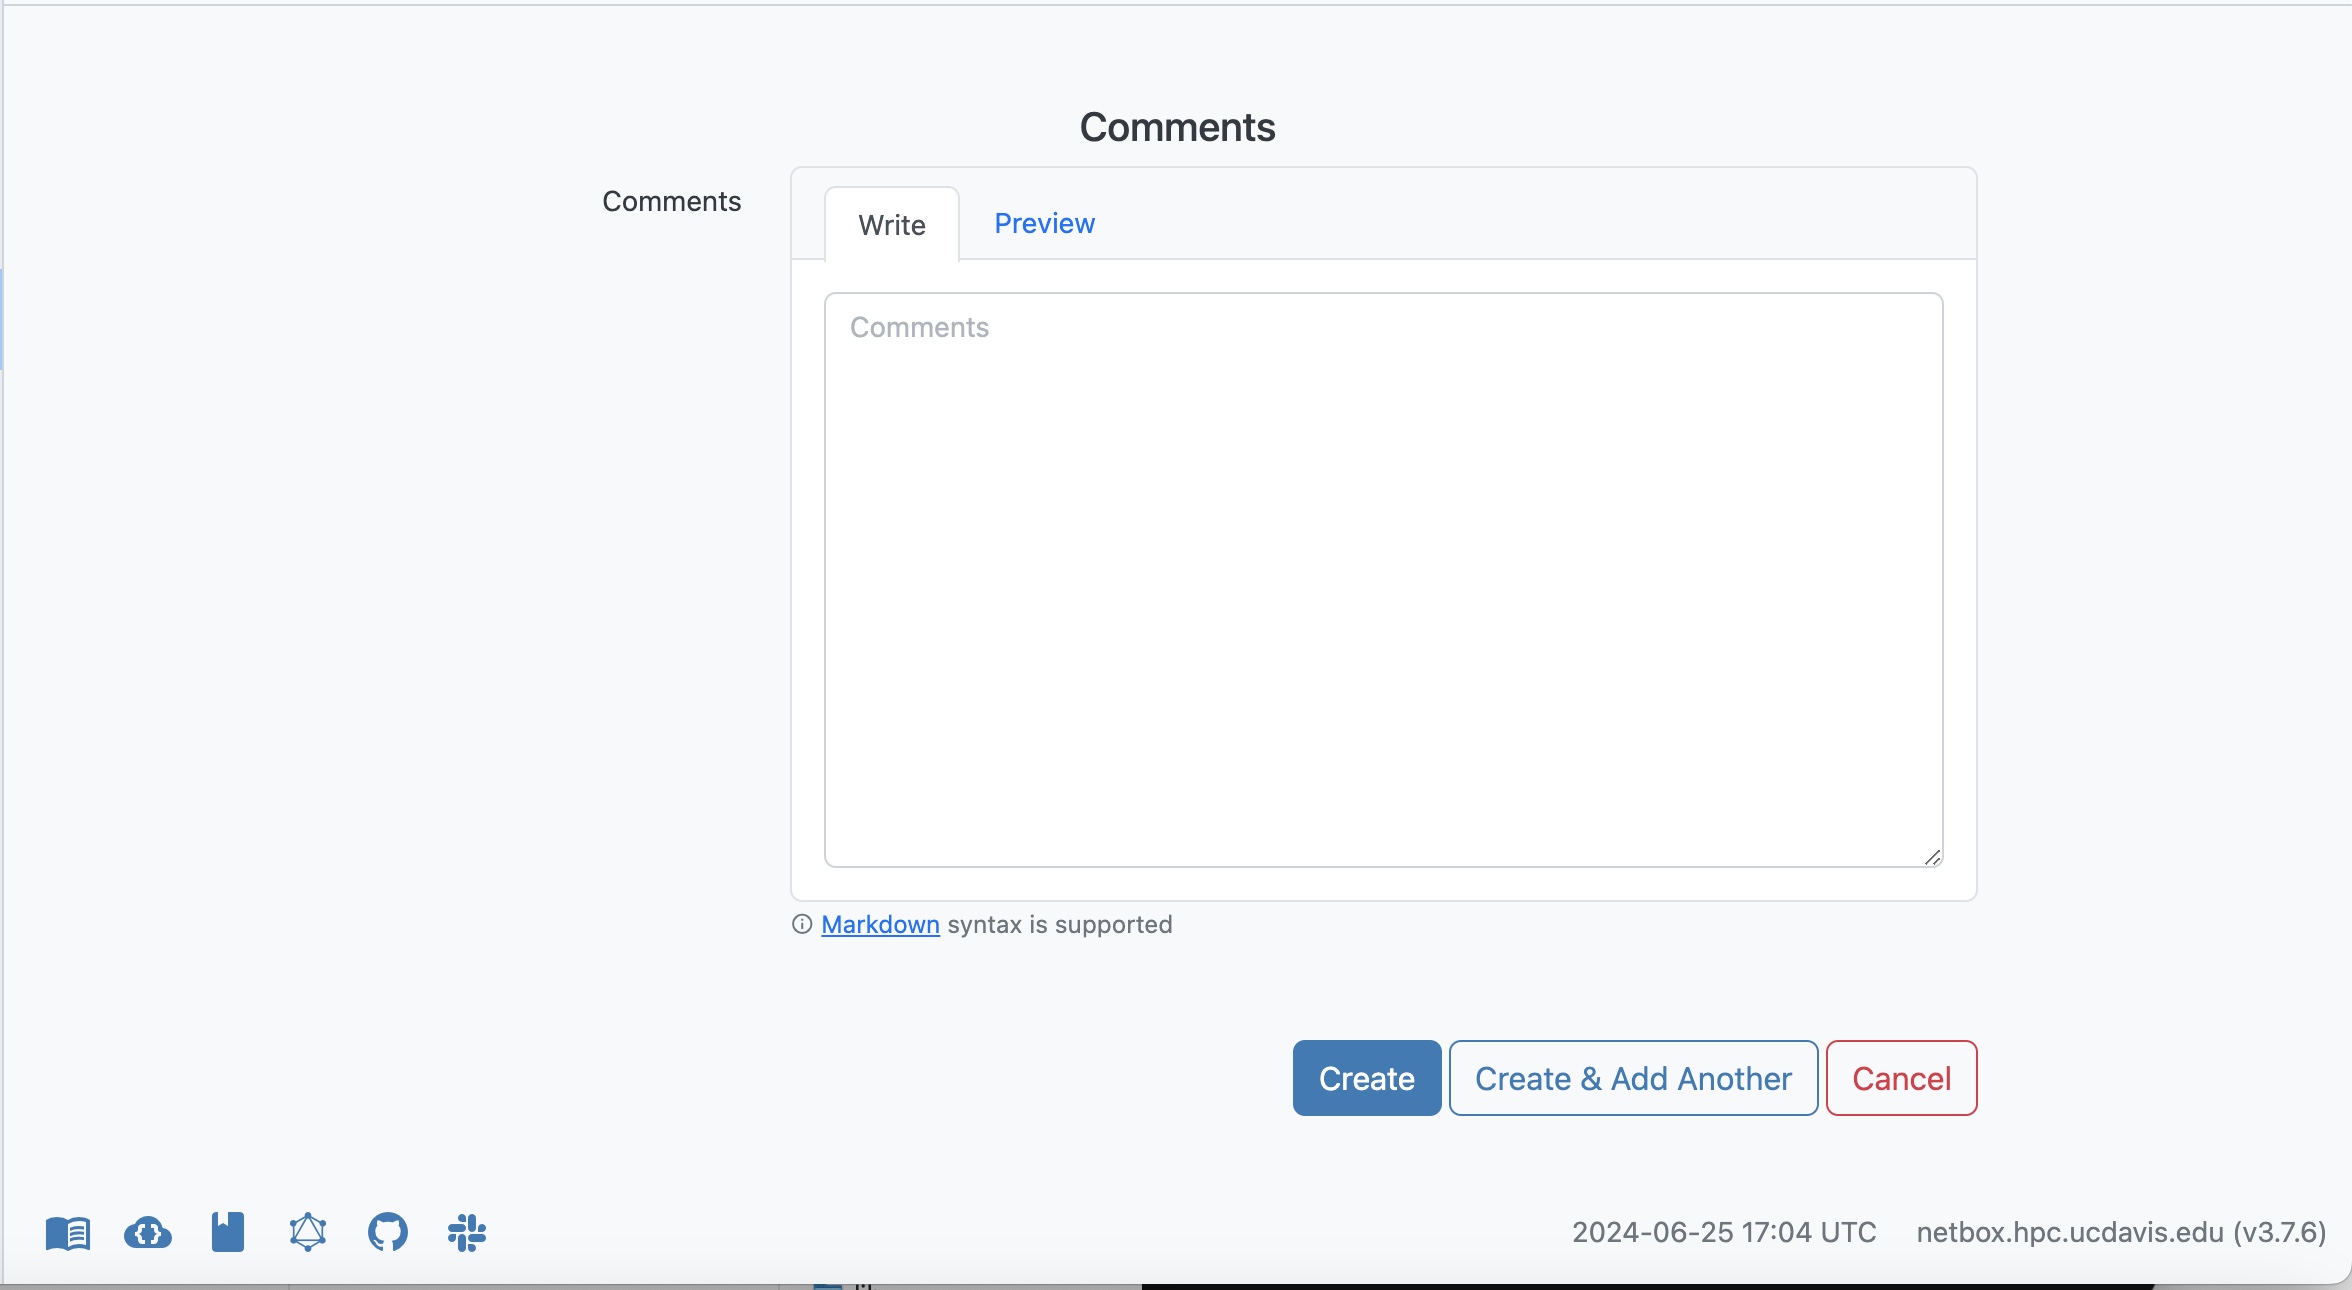 Comments
Comments
Write Preview
Comments
Markdown syntax is supported
Create Create & Add Another Cancel
2024-06-25 17:04 UTC netbox.hpc.ucdavis.edu (v3.7.6)